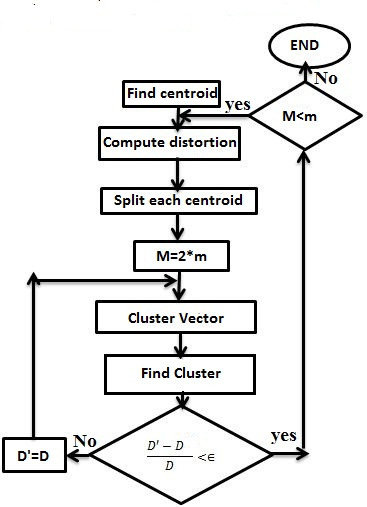 END
No
Find centroid
yes
M<m
Compute distortion
Split each centroid
M=2*m
Cluster Vector
Find Cluster
D' − D
D
<∈
No
yes
D'=D